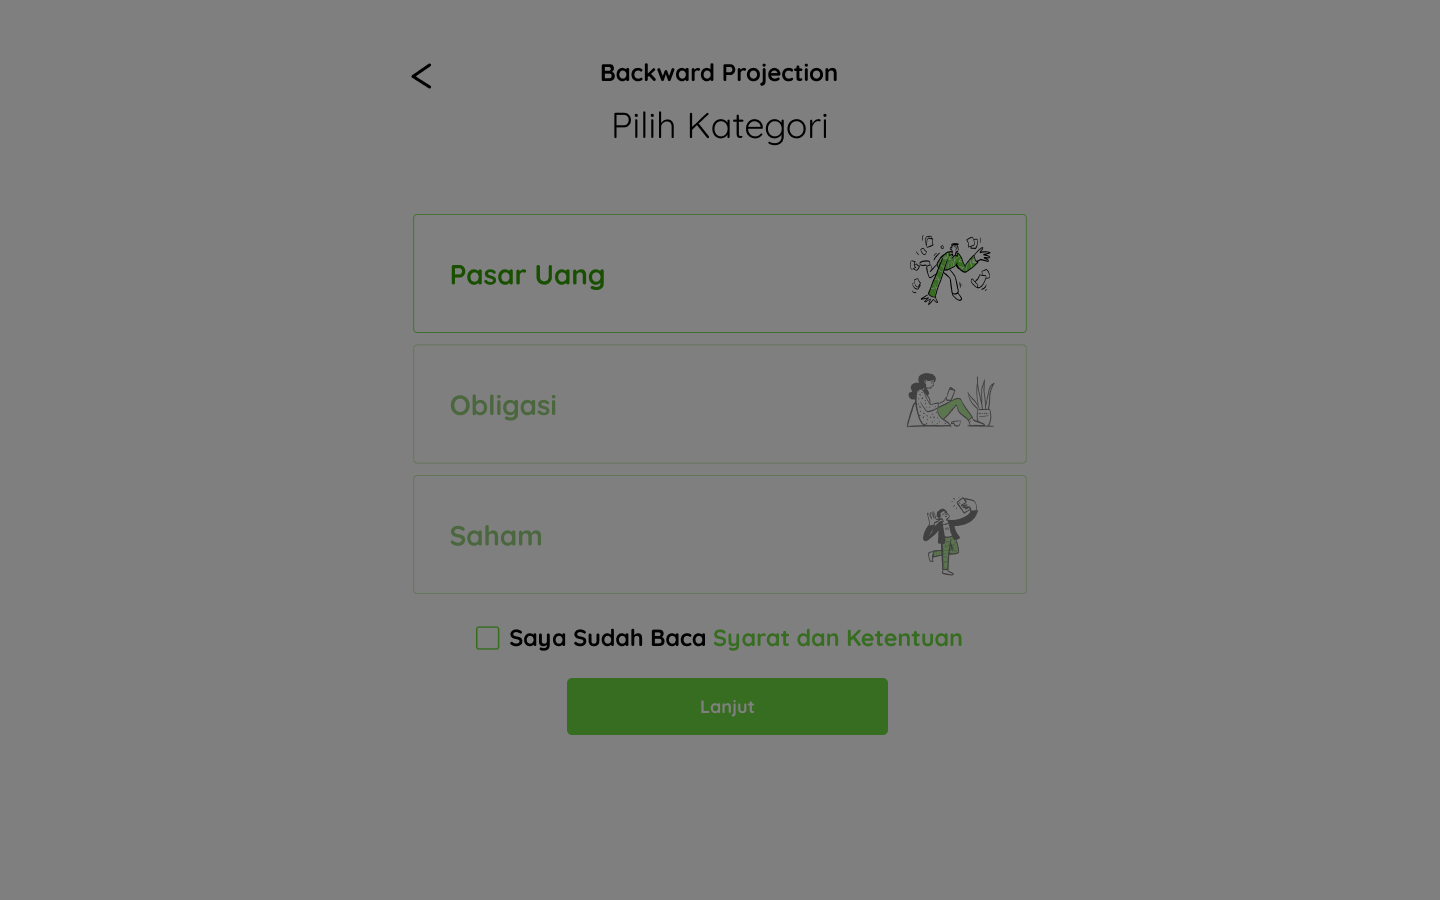 Backward Projection
Pilih Kategori
Pasar Uang
Obligasi
Saham
Saya Sudah Baca Syarat dan Ketentuan
Lanjut